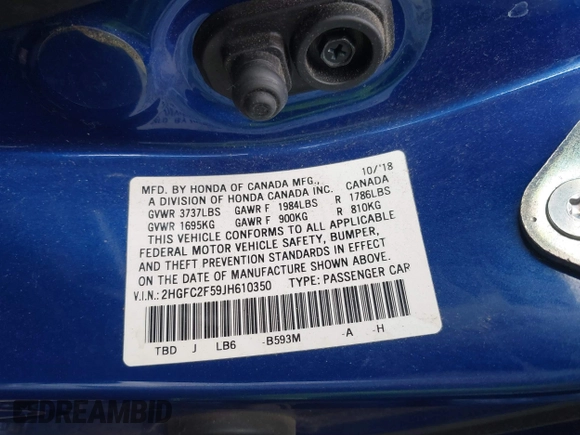 MFD. BY HONDA OF CANADA MFG., 10/'18
A DIVISION OF HONDA CANADA INC. CANADA
GVWR 3737LBS GAWR F 1984LBS R 1786LBS
GVWR 1695KG GAWR F 900KG R 810KG
THIS VEHICLE CONFORMS TO ALL APPLICABLE
FEDERAL MOTOR VEHICLE SAFETY, BUMPER,
AND THEFT PREVENTION STANDARDS IN EFFECT
ON THE DATE OF MANUFACTURE SHOWN ABOVE.
V.I.N.: 2HGFC2F59JH610350 TYPE: PASSENGER CAR
TBD J LB6 -B593M -A -H
DREAMBID